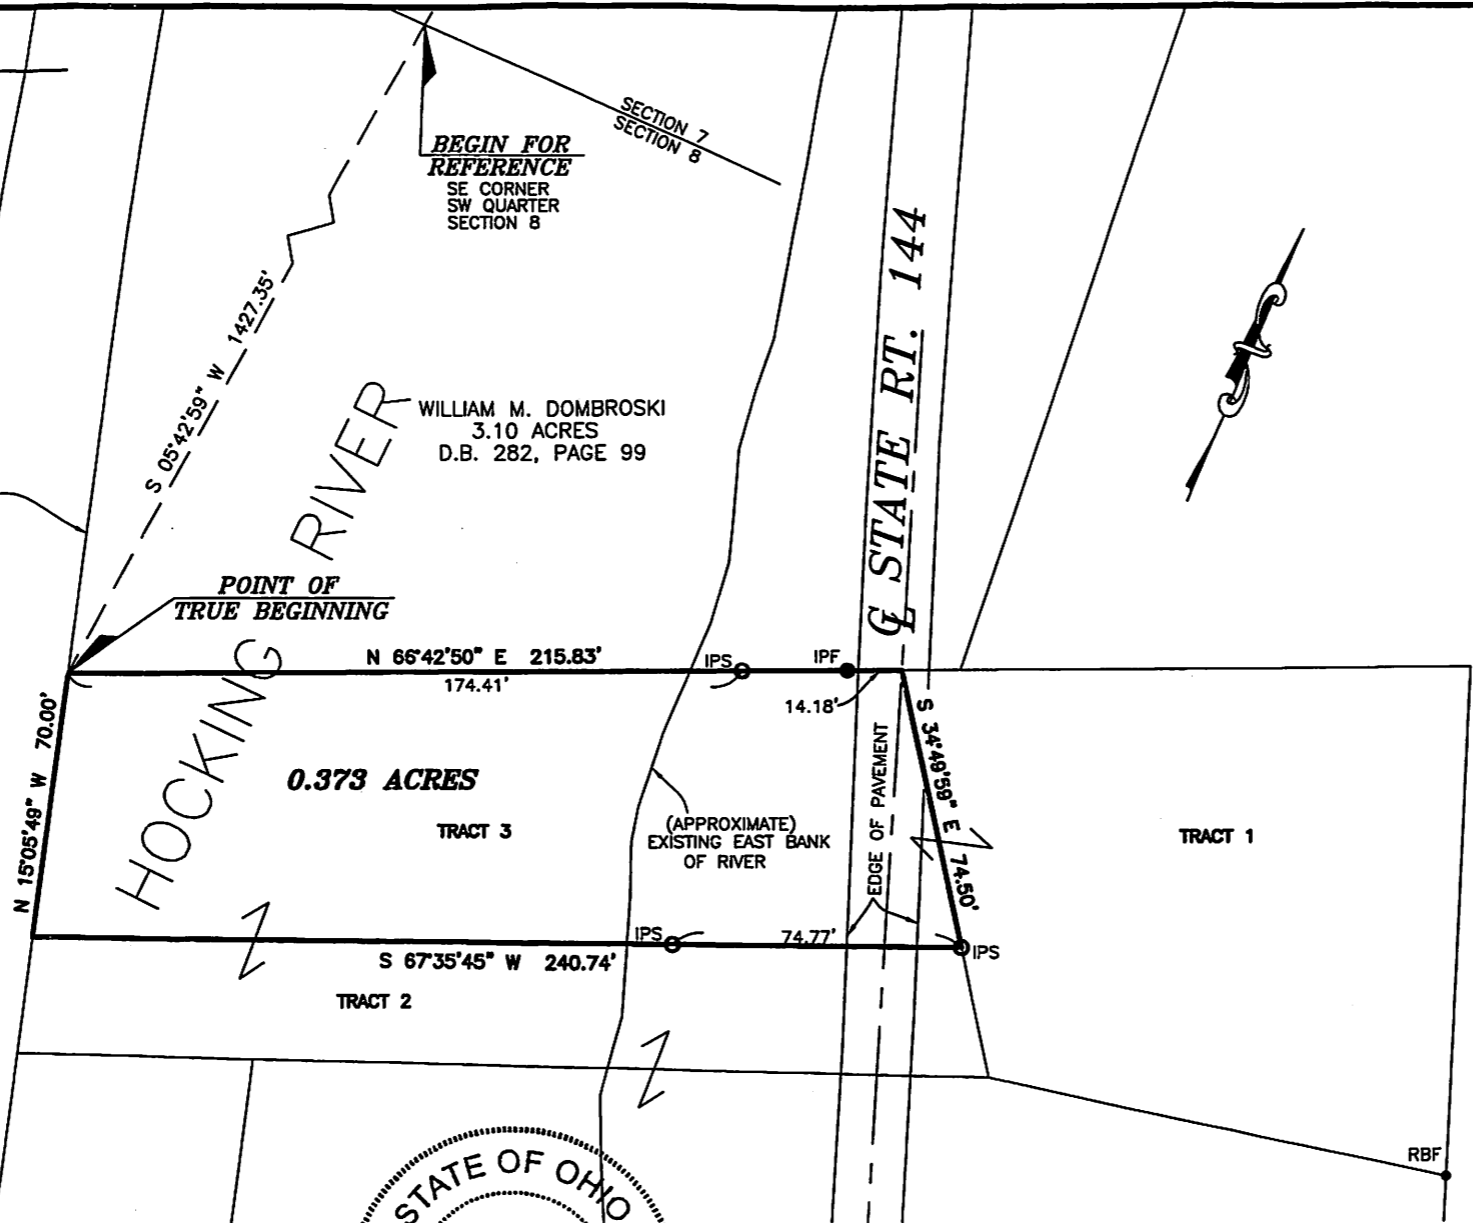 SECTION 7
SECTION 8
BEGIN FOR
REFERENCE
SE CORNER
SW QUARTER
SECTION 8
S 05°42'59" W 1427.35'
HOCKING RIVER
WILLIAM M. DOMBROSKI
3.10 ACRES
D.B. 282, PAGE 99
℄ STATE RT. 144
POINT OF
TRUE BEGINNING
N 66°42'50" E 215.83'
174.41'
IPS
IPF
14.18'
S 34°49'59" E 74.50'
N 15°05'49" W 70.00'
0.373 ACRES
TRACT 3
(APPROXIMATE)
EXISTING EAST BANK
OF RIVER
EDGE OF PAVEMENT
TRACT 1
IPS
74.77'
IPS
S 67°35'45" W 240.74'
TRACT 2
RBF
STATE OF OHIO